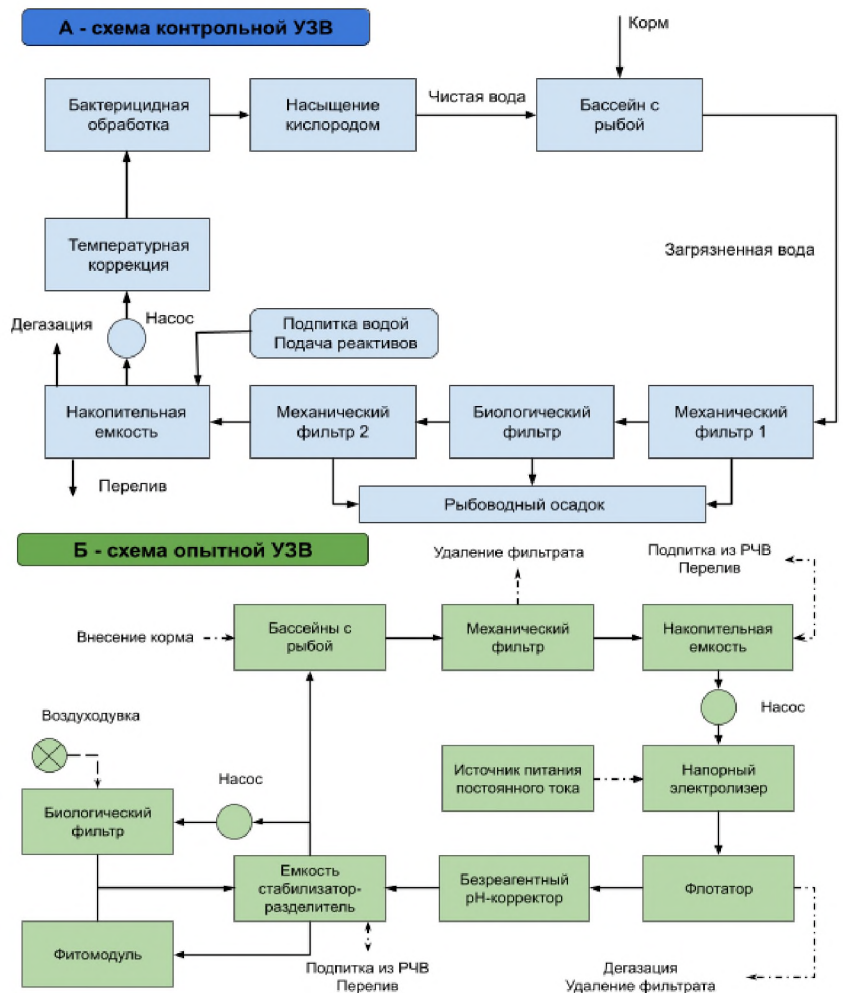 А - схема контрольной УЗВ
Корм
Бактерицидная
обработка
Насыщение
кислородом
Чистая вода
Бассейн с
рыбой
Температурная
коррекция
Загрязненная вода
Дегазация
Насос
Подпитка водой
Подача реактивов
Накопительная
емкость
Механический
фильтр 2
Биологический
фильтр
Механический
фильтр 1
Перелив
Рыбоводный осадок
Б - схема опытной УЗВ
Удаление фильтрата
Подпитка из РЧВ
Перелив
Внесение корма
Бассейны с
рыбой
Механический
фильтр
Накопительная
емкость
Воздуходувка
Насос
Насос
Источник питания
постоянного тока
Напорный
электролизер
Биологический
фильтр
Емкость
стабилизатор-
разделитель
Безреагентный
pH-корректор
Флотатор
Фитомодуль
Подпитка из РЧВ
Перелив
Дегазация
Удаление фильтрата